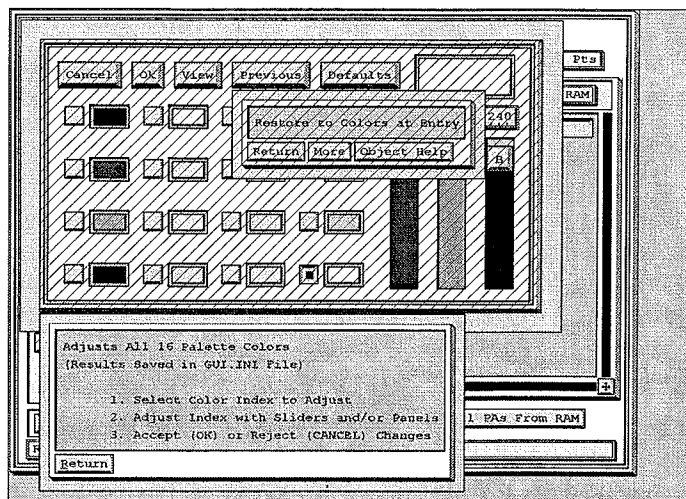 Pts
Cancel Ok View Previous Defaults
RAM
Restore to Colors at Entry
240
Return More Object Help
B
Adjusts All 16 Palette Colors
(Results Saved in GUI.INI File)
1. Select Color Index to Adjust
2. Adjust Index with Sliders and/or Panels
3. Accept (OK) or Reject (CANCEL) Changes
l PAs From RAM
Return